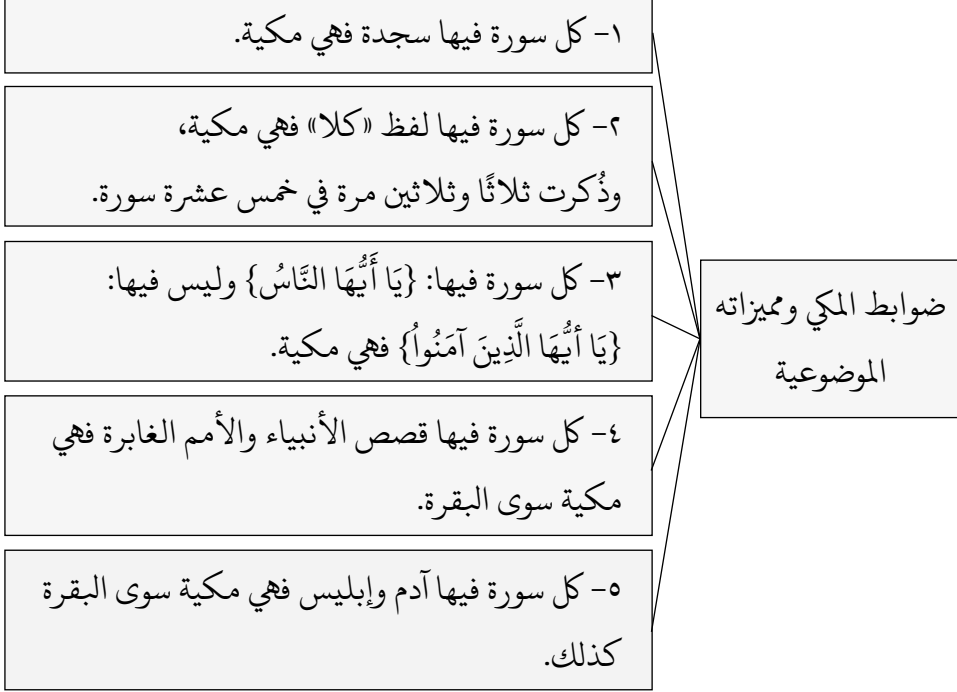 ضوابط المكي ومميزاته
الموضوعية
١- كل سورة فيها سجدة فهي مكية.
٢- كل سورة فيها لفظ «كلا» فهي مكية،
وذُكرت ثلاثًا وثلاثين مرة في خمس عشرة سورة.
٣- كل سورة فيها: {يَا أَيُّهَا النَّاسُ} وليس فيها:
{يَا أَيُّهَا الَّذِينَ آمَنُواْ} فهي مكية.
٤- كل سورة فيها قصص الأنبياء والأمم الغابرة فهي
مكية سوى البقرة.
٥- كل سورة فيها آدم وإبليس فهي مكية سوى البقرة
كذلك.